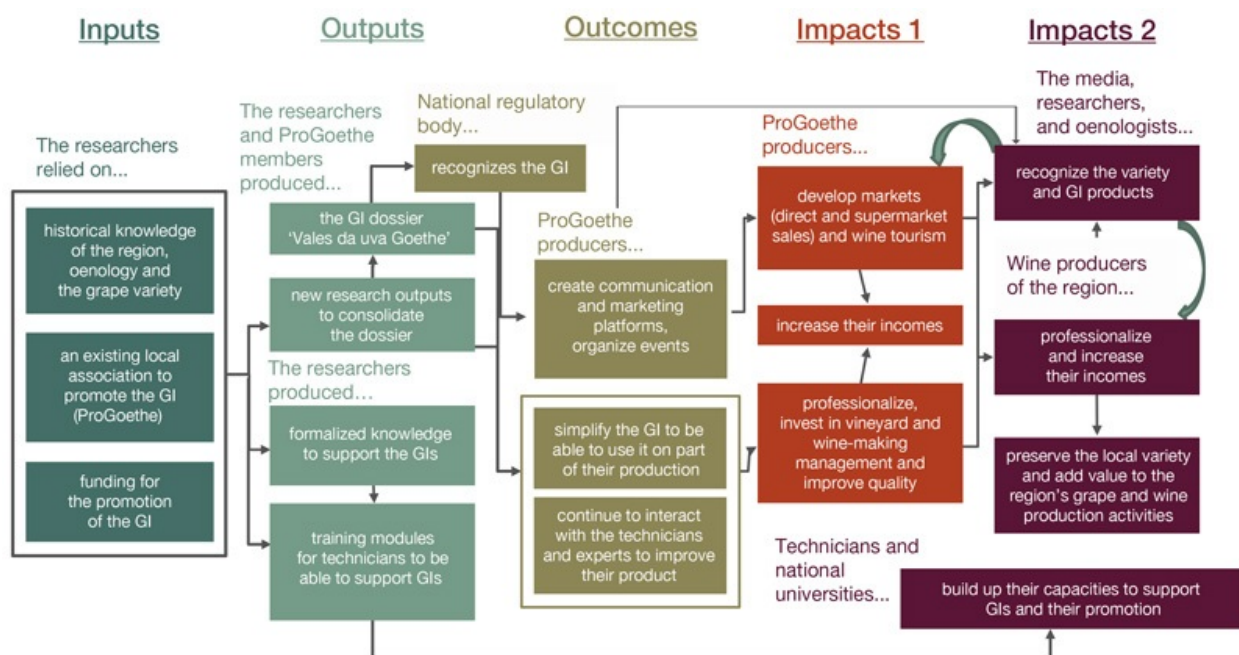 Inputs
Outputs
Outcomes
Impacts 1
Impacts 2
The researchers
relied on...
historical knowledge
of the region,
oenology and
the grape variety
an existing local
association to
promote the GI
(ProGoethe)
funding for
the promotion
of the GI
The researchers
and ProGoethe
members
produced...
the GI dossier
‘Vales da uva Goethe’
new research outputs
to consolidate
the dossier
The researchers
produced...
formalized knowledge
to support the GIs
training modules
for technicians to be
able to support GIs
National regulatory
body...
recognizes the GI
ProGoethe
producers...
create communication
and marketing
platforms,
organize events
simplify the GI to be
able to use it on part
of their production
continue to interact
with the technicians
and experts to improve
their product
ProGoethe
producers...
develop markets
(direct and supermarket
sales) and wine tourism
increase their incomes
professionalize,
invest in vineyard and
wine-making
management and
improve quality
The media,
researchers,
and oenologists...
recognize the variety
and GI products
Wine producers
of the region...
professionalize
and increase
their incomes
preserve the local variety
and add value to the
region's grape and wine
production activities
Technicians and
national
universities...
build up their capacities to support
GIs and their promotion